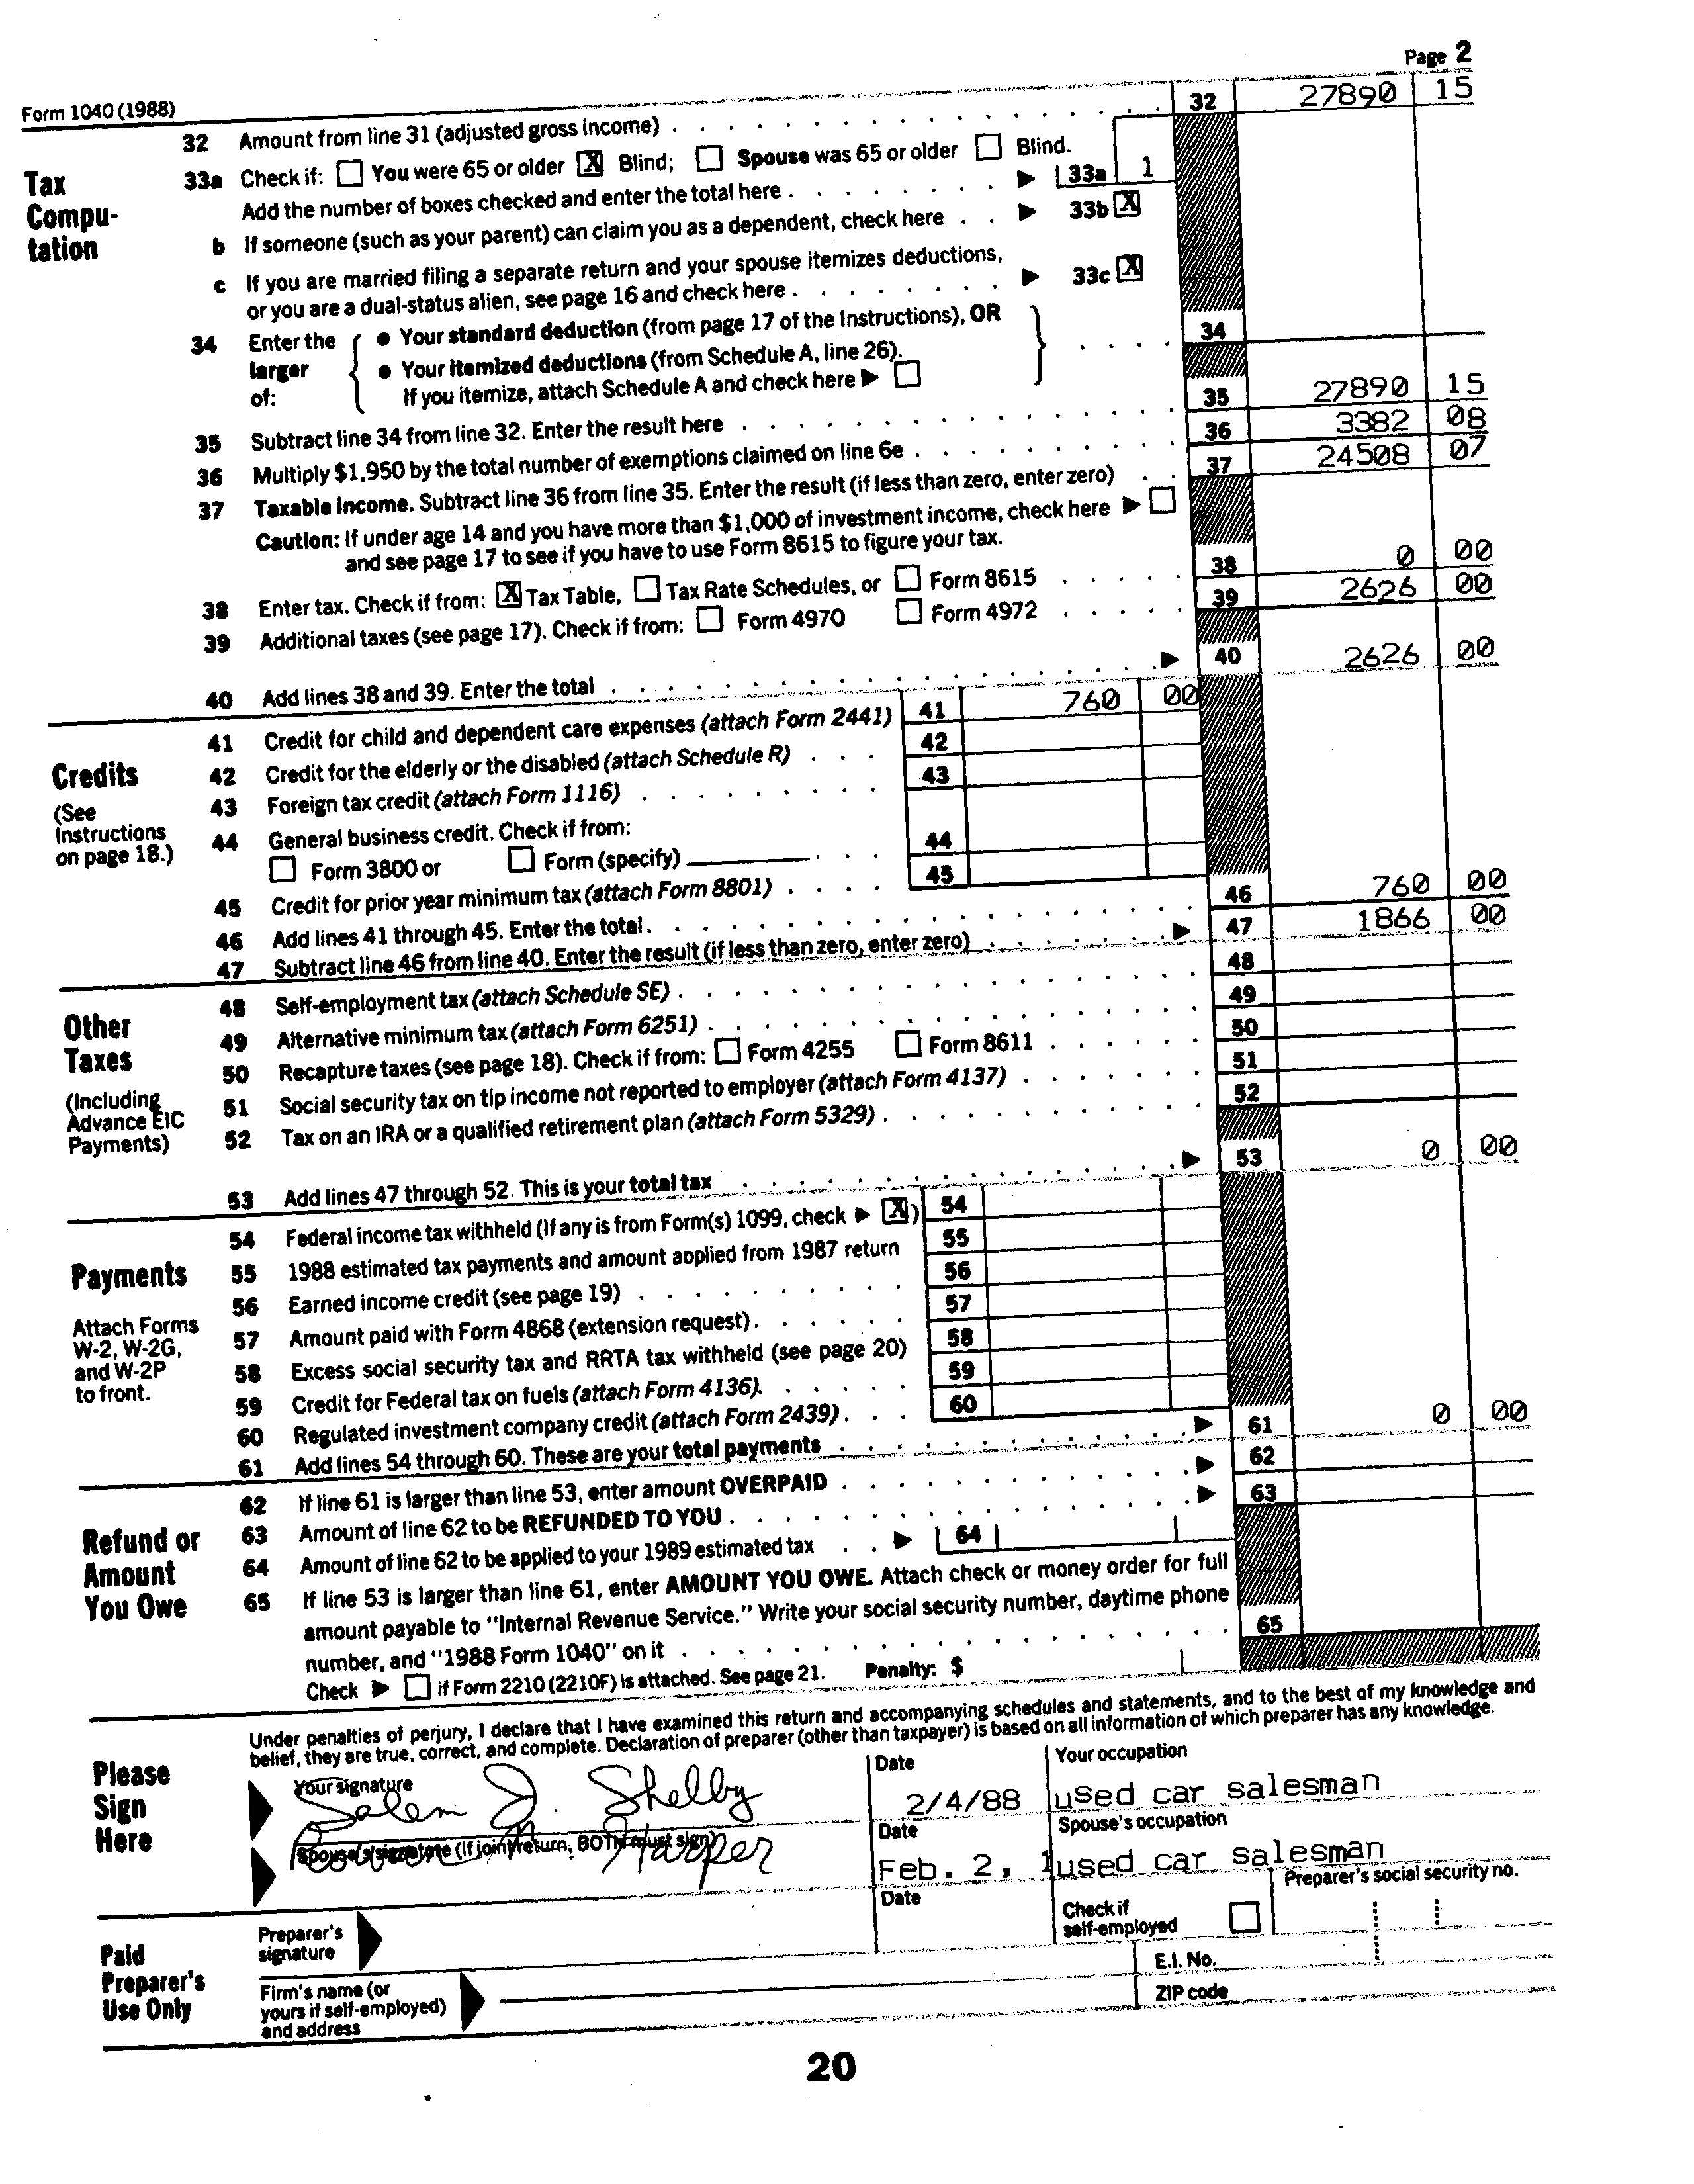 Page 2
Form 1040 (1988)
32 Amount from line 31 (adjusted gross income) . . . . 32 27890 15
Tax Compu- tation
33a Check if: ☐ You were 65 or older ☒ Blind; ☐ Spouse was 65 or older ☐ Blind.
Add the number of boxes checked and enter the total here . . . . ▶ 33a 1
b If someone (such as your parent) can claim you as a dependent, check here . . ▶ 33b ☒
c If you are married filing a separate return and your spouse itemizes deductions,
or you are a dual-status alien, see page 16 and check here . . . . ▶ 33c ☒
34 Enter the larger of:
● Your standard deduction (from page 17 of the Instructions), OR
● Your itemized deductions (from Schedule A, line 26).
If you itemize, attach Schedule A and check here ▶ ☐ . . . . 34
35 Subtract line 34 from line 32. Enter the result here . . . . 35 27890 15
36 Multiply $1,950 by the total number of exemptions claimed on line 6e . . . . 36 3382 08
37 Taxable income. Subtract line 36 from line 35. Enter the result (if less than zero, enter zero) . . 37 24508 07
Caution: If under age 14 and you have more than $1,000 of investment income, check here ▶ ☐
and see page 17 to see if you have to use Form 8615 to figure your tax.
38 Enter tax. Check if from: ☒ Tax Table, ☐ Tax Rate Schedules, or ☐ Form 8615 . . . . 38 0 00
39 Additional taxes (see page 17). Check if from: ☐ Form 4970 ☐ Form 4972 . . . . 39 2626 00
40 Add lines 38 and 39. Enter the total . . . . ▶ 40 2626 00
Credits
(See Instructions on page 18.)
41 Credit for child and dependent care expenses (attach Form 2441) 41 760 00
42 Credit for the elderly or the disabled (attach Schedule R) . . . 42
43 Foreign tax credit (attach Form 1116) . . . . 43
44 General business credit. Check if from:
☐ Form 3800 or ☐ Form (specify) . . . 44
45 Credit for prior year minimum tax (attach Form 8801) . . . . 45
46 Add lines 41 through 45. Enter the total . . . . 46 760 00
47 Subtract line 46 from line 40. Enter the result (if less than zero, enter zero) . . . . ▶ 47 1866 00
Other Taxes
(Including Advance EIC Payments)
48 Self-employment tax (attach Schedule SE) . . . . 48
49 Alternative minimum tax (attach Form 6251) . . . . 49
50 Recapture taxes (see page 18). Check if from: ☐ Form 4255 ☐ Form 8611 . . . . 50
51 Social security tax on tip income not reported to employer (attach Form 4137) . . . . 51
52 Tax on an IRA or a qualified retirement plan (attach Form 5329) . . . . 52
53 Add lines 47 through 52. This is your total tax . . . . ▶ 53 0 00
Payments
Attach Forms W-2, W-2G, and W-2P to front.
54 Federal income tax withheld (If any is from Form(s) 1099, check ▶ ☒) 54
55 1988 estimated tax payments and amount applied from 1987 return 55
56 Earned income credit (see page 19) . . . . 56
57 Amount paid with Form 4868 (extension request) . . . . 57
58 Excess social security tax and RRTA tax withheld (see page 20) 58
59 Credit for Federal tax on fuels (attach Form 4136). . . . . 59
60 Regulated investment company credit (attach Form 2439) . . . 60
61 Add lines 54 through 60. These are your total payments . . . . ▶ 61 0 00
Refund or Amount You Owe
62 If line 61 is larger than line 53, enter amount OVERPAID . . . . ▶ 62
63 Amount of line 62 to be REFUNDED TO YOU . . . . ▶ 63
64 Amount of line 62 to be applied to your 1989 estimated tax . . ▶ 64
65 If line 53 is larger than line 61, enter AMOUNT YOU OWE. Attach check or money order for full
amount payable to "Internal Revenue Service." Write your social security number, daytime phone
number, and "1988 Form 1040" on it . . . . 65
Check ▶ ☐ if Form 2210 (2210F) is attached. See page 21. Penalty: $
Please Sign Here
Under penalties of perjury, I declare that I have examined this return and accompanying schedules and statements, and to the best of my knowledge and
belief, they are true, correct, and complete. Declaration of preparer (other than taxpayer) is based on all information of which preparer has any knowledge.
Your signature Date Your occupation
Salem J. Shelby 2/4/88 used car salesman
Spouse's signature (if joint return, BOTH must sign) Date Spouse's occupation
Harper Feb. 2, 1 used car salesman
Paid Preparer's Use Only
Preparer's signature Date Check if self-employed ☐ Preparer's social security no.
Firm's name (or yours if self-employed) and address E.I. No.
ZIP code
20